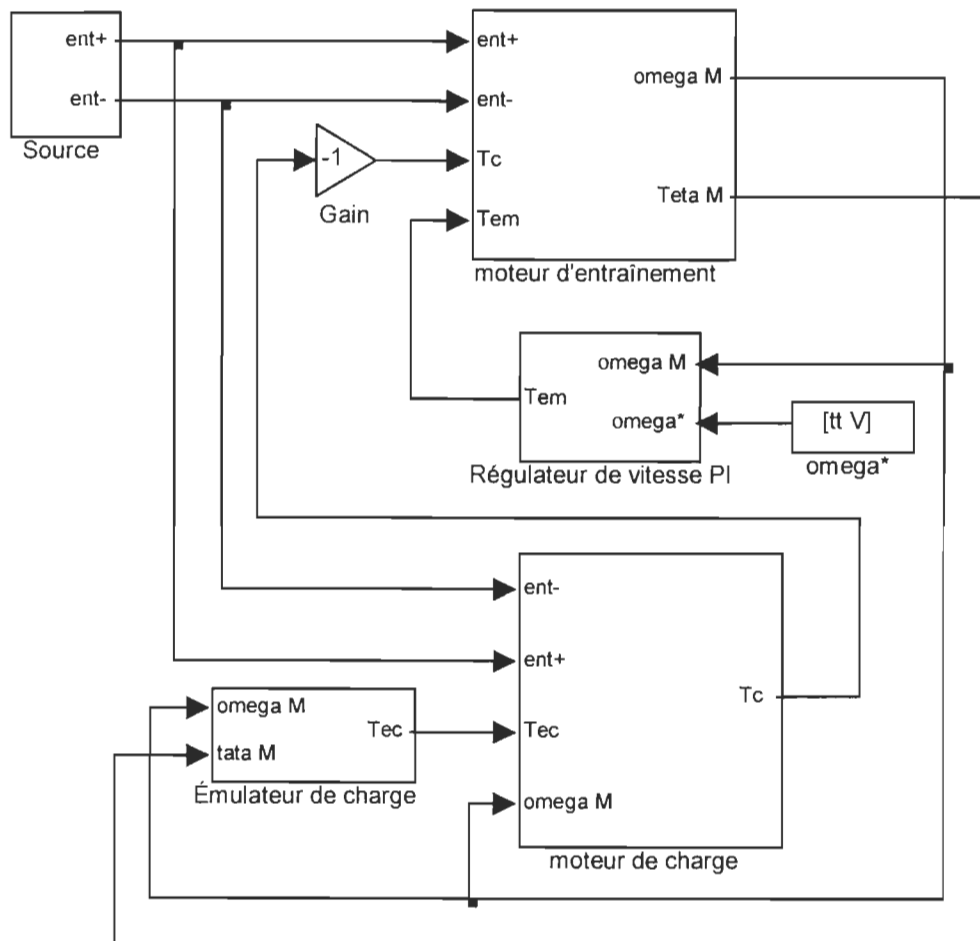 ent+
ent-
Source
ent+
ent-
Tc
Tem
omega M
Teta M
moteur d'entraînement
-1
Gain
omega M
Tem
omega*
Régulateur de vitesse PI
[tt V]
omega*
ent-
ent+
Tec
omega M
Tc
moteur de charge
omega M
tata M
Tec
Émulateur de charge